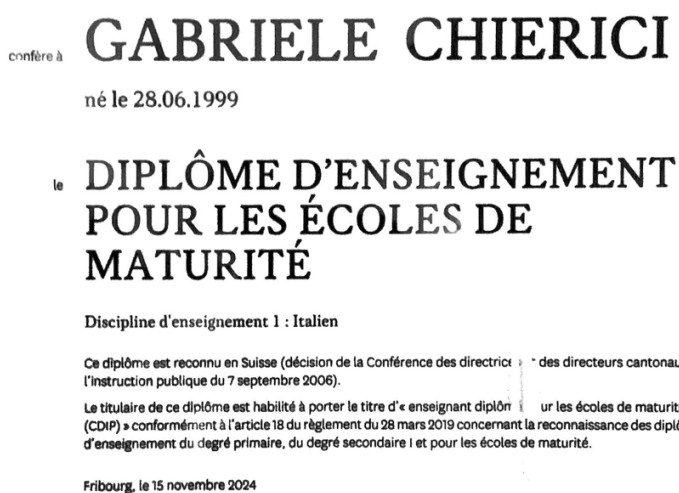 confère à GABRIELE CHIERICI
né le 28.06.1999
le DIPLÔME D'ENSEIGNEMENT
POUR LES ÉCOLES DE
MATURITÉ
Discipline d'enseignement 1 : Italien
Ce diplôme est reconnu en Suisse (décision de la Conférence des des directeurs
l'instruction publique du 7 septembre 2006).
Le titulaire de ce diplôme est habilité à porter le titre d'« enseignant les écoles de
(CDIP) » conformément à l'article 18 du règlement du 28 mars 2019 concernant la reconnaissance des
d'enseignement du degré primaire, du degré secondaire I et pour les écoles de maturité.
Fribourg, le 15 novembre 2024